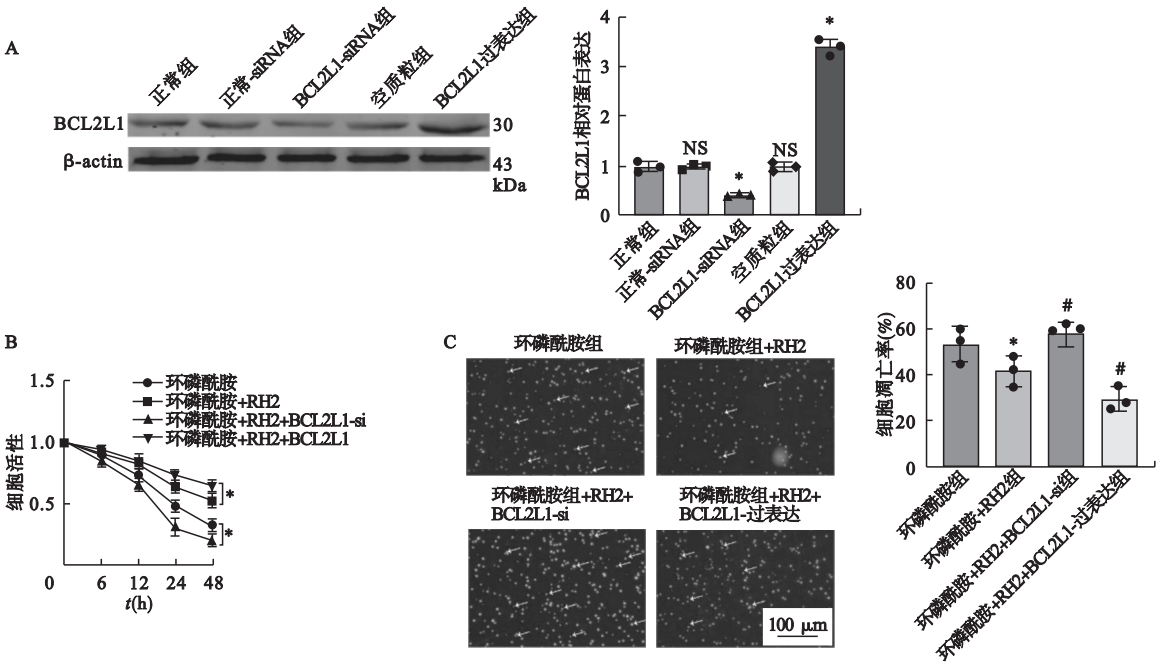 A
正常组
正常-siRNA组
BCL2L1-siRNA组
空质粒组
BCL2L1过表达组
BCL2L1
30
β-actin
43
kDa
BCL2L1相对蛋白表达
4
3
2
1
0
NS
*
NS
*
正常组
正常-siRNA组
BCL2L1-siRNA组
空质粒组
BCL2L1过表达组
B
细胞活性
1.5
1.0
0.5
0
6
12
24
48
t(h)
环磷酰胺
环磷酰胺+RH2
环磷酰胺+RH2+BCL2L1-si
环磷酰胺+RH2+BCL2L1
*
*
C
环磷酰胺组
环磷酰胺组+RH2
环磷酰胺组+RH2+
BCL2L1-si
环磷酰胺组+RH2+
BCL2L1-过表达
100 μm
细胞凋亡率(%)
80
60
40
20
0
*
#
#
环磷酰胺组
环磷酰胺+RH2组
环磷酰胺+RH2+BCL2L1-si组
环磷酰胺+RH2+BCL2L1-过表达组